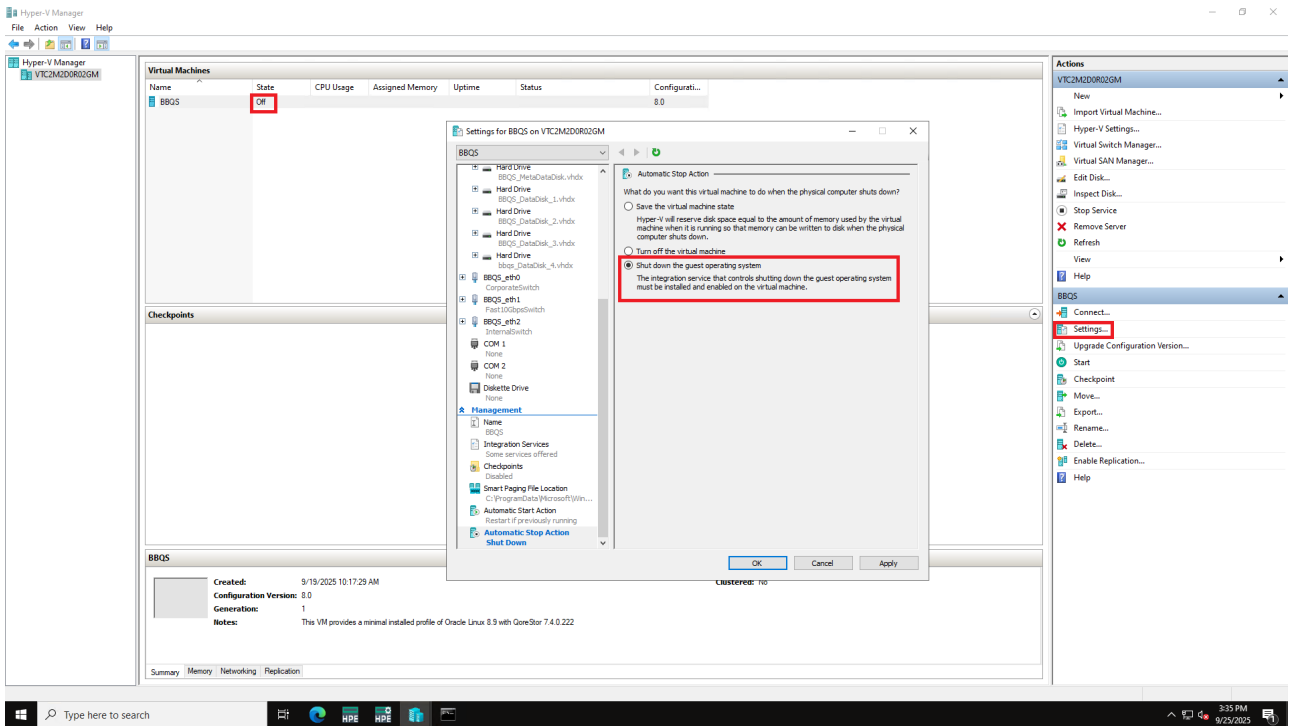 Hyper-V Manager
File Action View Help
Hyper-V Manager
VTC2M2D0R02GM
Virtual Machines
Name State CPU Usage Assigned Memory Uptime Status Configurati...
BBQS Off 8.0
Settings for BBQS on VTC2M2D0R02GM
BBQS
Hard Drive
BBQS_MetaDataDisk.vhdx
Hard Drive
BBQS_DataDisk_1.vhdx
Hard Drive
BBQS_DataDisk_2.vhdx
Hard Drive
BBQS_DataDisk_3.vhdx
Hard Drive
bbqs_DataDisk_4.vhdx
BBQS_eth0
CorporateSwitch
BBQS_eth1
Fast10GbpsSwitch
BBQS_eth2
InternalSwitch
COM 1
None
COM 2
None
Diskette Drive
None
Management
Name
BBQS
Integration Services
Some services offered
Checkpoints
Disabled
Smart Paging File Location
C:\ProgramData\Microsoft\Win...
Automatic Start Action
Restart if previously running
Automatic Stop Action
Shut Down
Automatic Stop Action
What do you want this virtual machine to do when the physical computer shuts down?
Save the virtual machine state
Hyper-V will reserve disk space equal to the amount of memory used by the virtual
machine when it is running so that memory can be written to disk when the physical
computer shuts down.
Turn off the virtual machine
Shut down the guest operating system
The integration service that controls shutting down the guest operating system
must be installed and enabled on the virtual machine.
OK Cancel Apply
Checkpoints
BBQS
Created: 9/19/2025 10:17:29 AM Clustered: No
Configuration Version: 8.0
Generation: 1
Notes: This VM provides a minimal installed profile of Oracle Linux 8.9 with QoreStor 7.4.0.222
Summary Memory Networking Replication
Actions
VTC2M2D0R02GM
New
Import Virtual Machine...
Hyper-V Settings...
Virtual Switch Manager...
Virtual SAN Manager...
Edit Disk...
Inspect Disk...
Stop Service
Remove Server
Refresh
View
Help
BBQS
Connect...
Settings...
Upgrade Configuration Version...
Start
Checkpoint
Move...
Export...
Rename...
Delete...
Enable Replication...
Help
Type here to search
HPE HPE
3:35 PM
9/25/2025
1